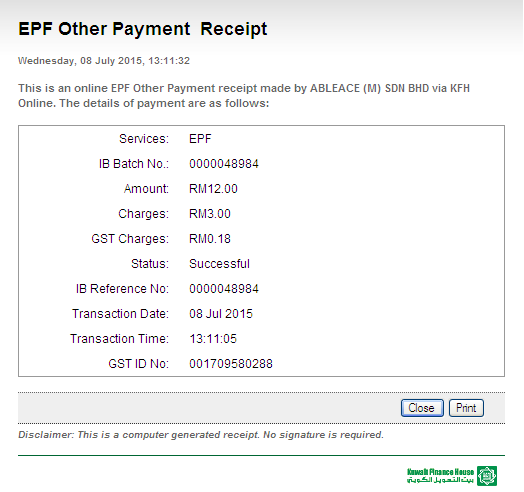 EPF Other Payment Receipt
Wednesday, 08 July 2015, 13:11:32
This is an online EPF Other Payment receipt made by ABLEACE (M) SDN BHD via KFH
Online. The details of payment are as follows:
Services: EPF
IB Batch No.: 0000048984
Amount: RM12.00
Charges: RM3.00
GST Charges: RM0.18
Status: Successful
IB Reference No: 0000048984
Transaction Date: 08 Jul 2015
Transaction Time: 13:11:05
GST ID No: 001709580288
Close Print
Disclaimer: This is a computer generated receipt. No signature is required.
Kuwait Finance House
بيت التمويل الكويتي